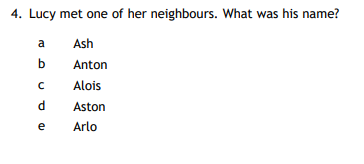 4. Lucy met one of her neighbours. What was his name?
a Ash
b Anton
c Alois
d Aston
e Arlo